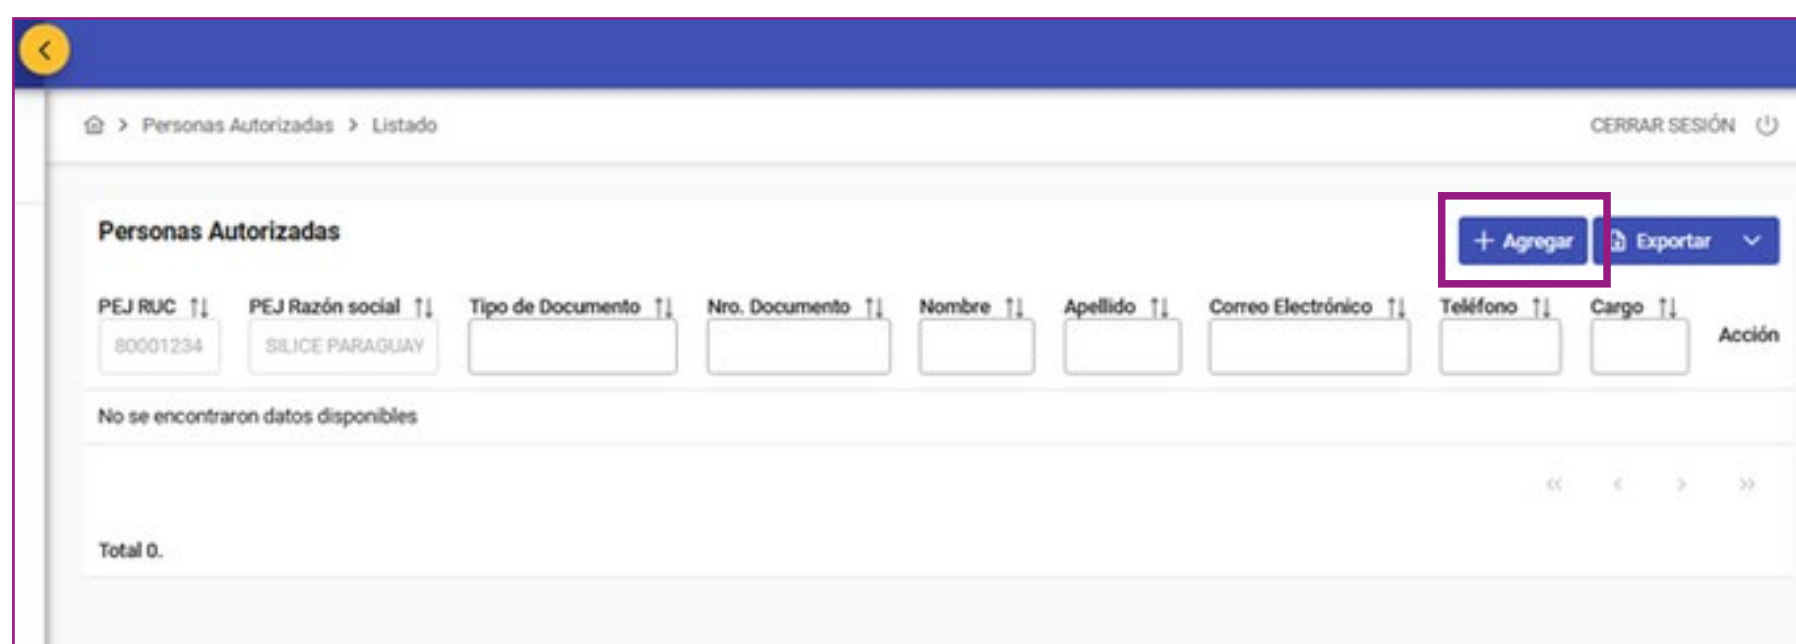 Personas Autorizadas > Listado
CERRAR SESIÓN
Personas Autorizadas
+ Agregar
Exportar
PEJ RUC
PEJ Razón social
Tipo de Documento
Nro. Documento
Nombre
Apellido
Correo Electrónico
Teléfono
Cargo
Acción
80001234
SILICE PARAGUAY
No se encontraron datos disponibles
Total 0.